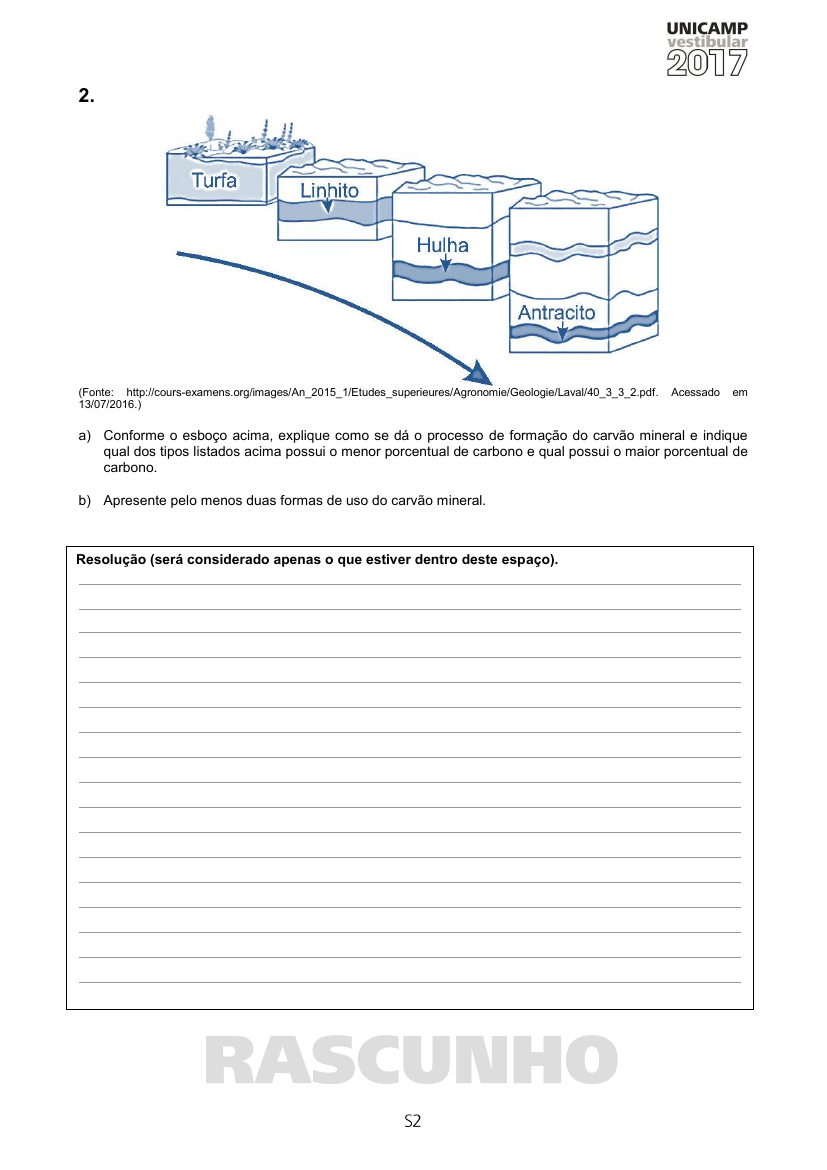 UNICAMP
vestibular
2017
2.
Turfa
Linhito
Hulha
Antracito
(Fonte: http://cours-examens.org/images/An_2015_1/Etudes_superieures/Agronomie/Geologie/Laval/40_3_3_2.pdf. Acessado em
13/07/2016.)
a) Conforme o esboço acima, explique como se dá o processo de formação do carvão mineral e indique
qual dos tipos listados acima possui o menor porcentual de carbono e qual possui o maior porcentual de
carbono.
b) Apresente pelo menos duas formas de uso do carvão mineral.
Resolução (será considerado apenas o que estiver dentro deste espaço).
RASCUNHO
S2